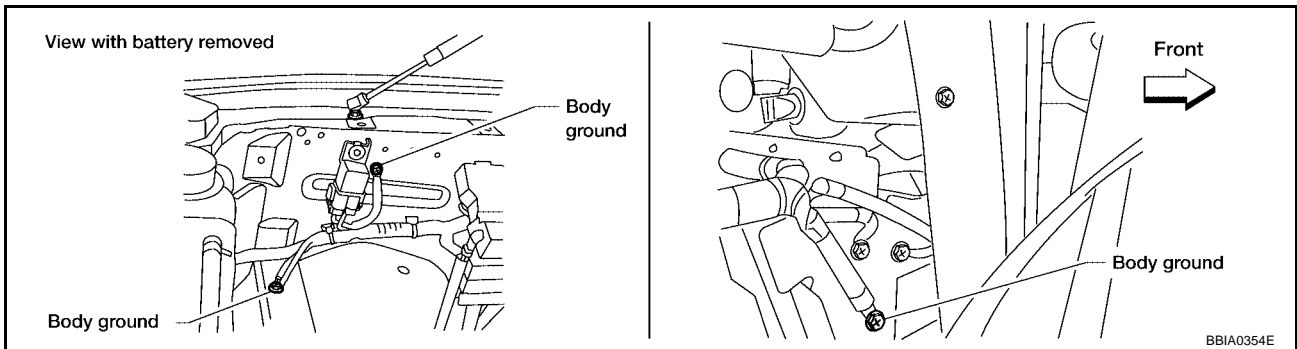 View with battery removed
Body
ground
Body ground
Front
Body ground
BBIA0354E